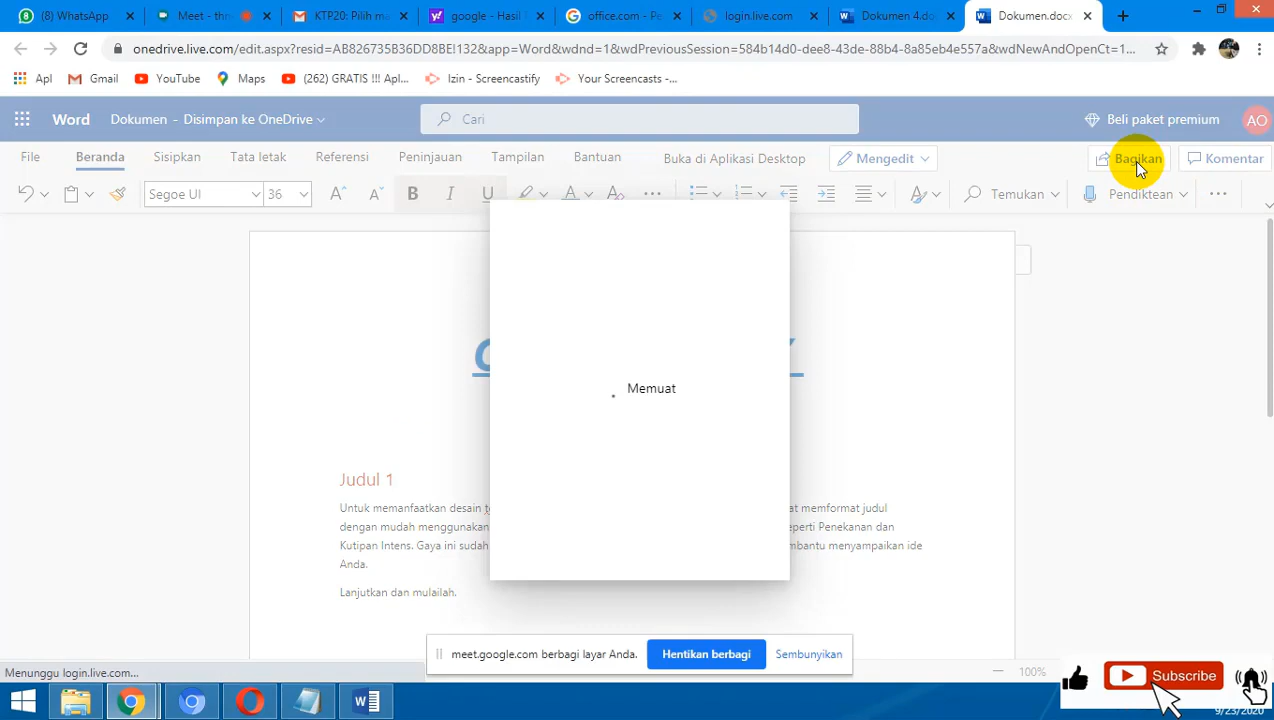 (8) WhatsApp
Meet - thr
KTP20: Pilih ma
google - Hasil
office.com - Pe
login.live.com
Dokumen 4.do
Dokumen.docx
onedrive.live.com/edit.aspx?resid=AB826735B36DD8BE!132&app=Word&wdnd=1&wdPreviousSession=584b14d0-dee8-43de-88b4-8a85eb4e557a&wdNewAndOpenCt=1...
Apl
Gmail
YouTube
Maps
(262) GRATIS !!! Apl...
Izin - Screencastify
Your Screencasts -...
Word
Dokumen - Disimpan ke OneDrive
Cari
Beli paket premium
AO
File
Beranda
Sisipkan
Tata letak
Referensi
Peninjauan
Tampilan
Bantuan
Buka di Aplikasi Desktop
Mengedit
Bagikan
Komentar
Segoe UI
36
Temukan
Pendiktean
Memuat
Judul 1
Untuk memanfaatkan desain memformat judul
dengan mudah menggunakan eperti Penekanan dan
Kutipan Intens. Gaya ini sudah mbantu menyampaikan ide
Anda.
Lanjutkan dan mulailah.
meet.google.com berbagi layar Anda.
Hentikan berbagi
Sembunyikan
Menunggu login.live.com...
100%
Subscribe
9/23/2020